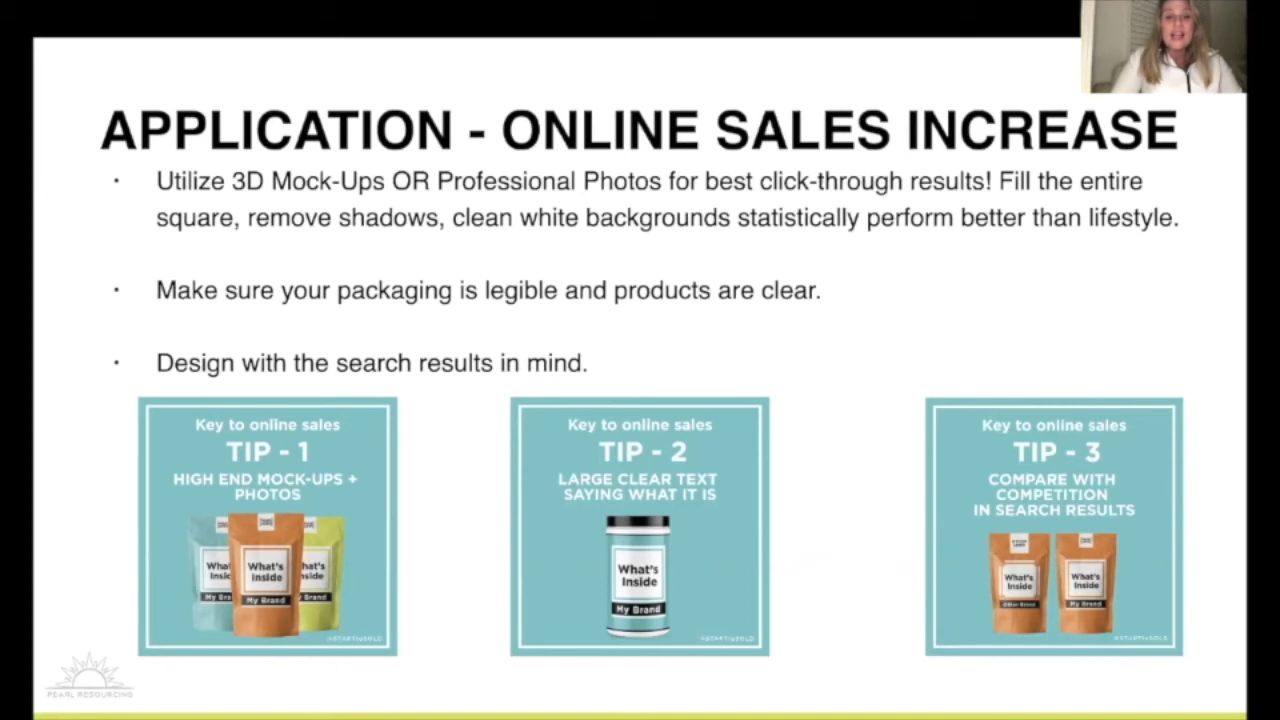 APPLICATION - ONLINE SALES INCREASE
· Utilize 3D Mock-Ups OR Professional Photos for best click-through results! Fill the entire
square, remove shadows, clean white backgrounds statistically perform better than lifestyle.
· Make sure your packaging is legible and products are clear.
· Design with the search results in mind.
Key to online sales
TIP - 1
HIGH END MOCK-UPS +
PHOTOS
What's
Inside
My Brand
Key to online sales
TIP - 2
LARGE CLEAR TEXT
SAYING WHAT IT IS
What's
Inside
My Brand
Key to online sales
TIP - 3
COMPARE WITH
COMPETITION
IN SEARCH RESULTS
What's
Inside
Other Brand
What's
Inside
My Brand
PEARL RESOURCING